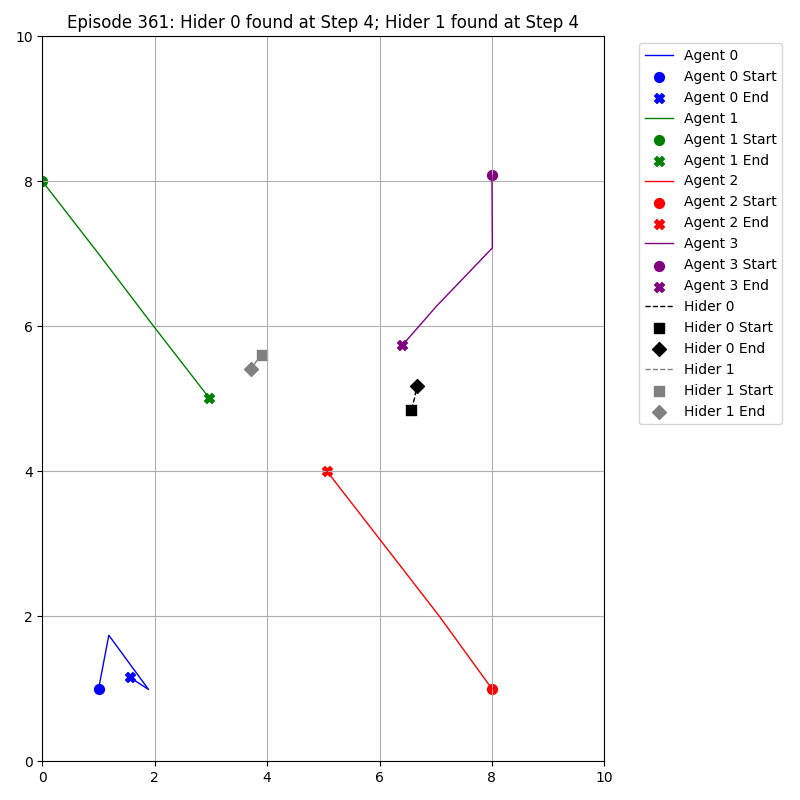 Episode 361: Hider 0 found at Step 4; Hider 1 found at Step 4
10
8
6
4
2
0
0
2
4
6
8
10
Agent 0
Agent 0 Start
Agent 0 End
Agent 1
Agent 1 Start
Agent 1 End
Agent 2
Agent 2 Start
Agent 2 End
Agent 3
Agent 3 Start
Agent 3 End
Hider 0
Hider 0 Start
Hider 0 End
Hider 1
Hider 1 Start
Hider 1 End